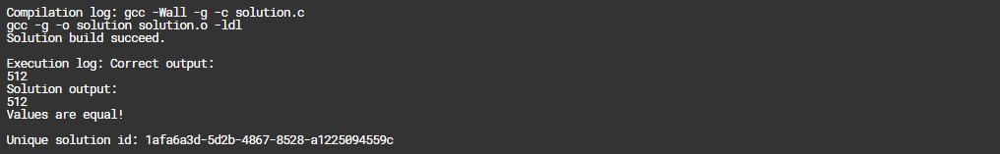 Compilation log: gcc -Wall -g -c solution.c
gcc -g -o solution solution.o -ldl
Solution build succeed.
Execution log: Correct output:
512
Solution output:
512
Values are equal!
Unique solution id: 1afa6a3d-5d2b-4867-8528-a1225094559c